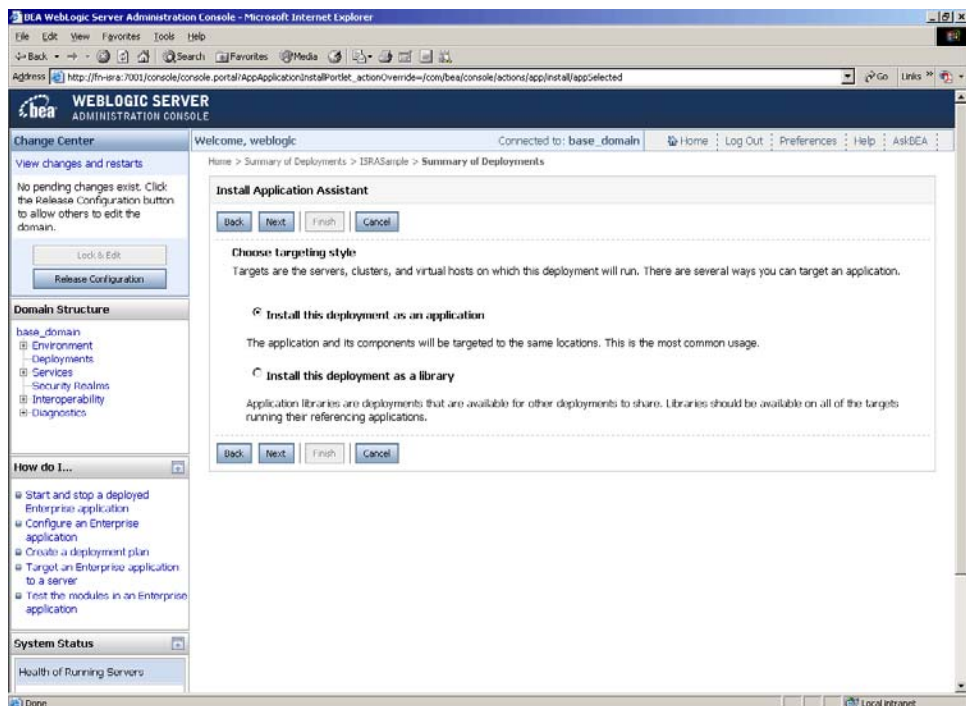 BEA WebLogic Server Administration Console - Microsoft Internet Explorer
File Edit View Favorites Tools Help
Back Search Favorites Media
Address http://fn-isra:7001/console/console.portal?AppApplicationInstallPortlet_actionOverride=/com/bea/console/actions/app/install/appSelected Go Links »
bea WEBLOGIC SERVER
ADMINISTRATION CONSOLE
Change Center
View changes and restarts
No pending changes exist. Click
the Release Configuration button
to allow others to edit the
domain.
Lock & Edit
Release Configuration
Domain Structure
base_domain
Environment
Deployments
Services
Security Realms
Interoperability
Diagnostics
How do I...
Start and stop a deployed
Enterprise application
Configure an Enterprise
application
Create a deployment plan
Target an Enterprise application
to a server
Test the modules in an Enterprise
application
System Status
Health of Running Servers
Welcome, weblogic Connected to: base_domain Home Log Out Preferences Help AskBEA
Home > Summary of Deployments > ISRASample > Summary of Deployments
Install Application Assistant
Back Next Finish Cancel
Choose targeting style
Targets are the servers, clusters, and virtual hosts on which this deployment will run. There are several ways you can target an application.
Install this deployment as an application
The application and its components will be targeted to the same locations. This is the most common usage.
Install this deployment as a library
Application libraries are deployments that are available for other deployments to share. Libraries should be available on all of the targets
running their referencing applications.
Back Next Finish Cancel
Done Local intranet